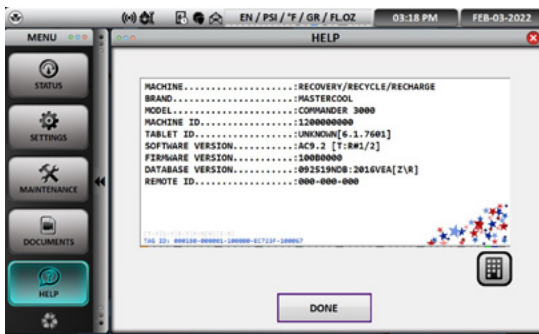 EN / PSI / °F / GR / FL.OZ
03:18 PM
FEB-03-2022
MENU
HELP
STATUS
SETTINGS
MAINTENANCE
DOCUMENTS
HELP
MACHINE......................:RECOVERY/RECYCLE/RECHARGE
BRAND........................:MASTERCOOL
MODEL........................:COMMANDER 3000
MACHINE ID...................:1200000000
TABLET ID....................:UNKNOWN[6.1.7601]
SOFTWARE VERSION.............:AC9.2 [T:R#1/2]
FIRMWARE VERSION.............:100B0000
DATABASE VERSION.............:092519NDB:2016VEA[Z\R]
REMOTE ID....................:000-000-000
TAG ID:
DONE